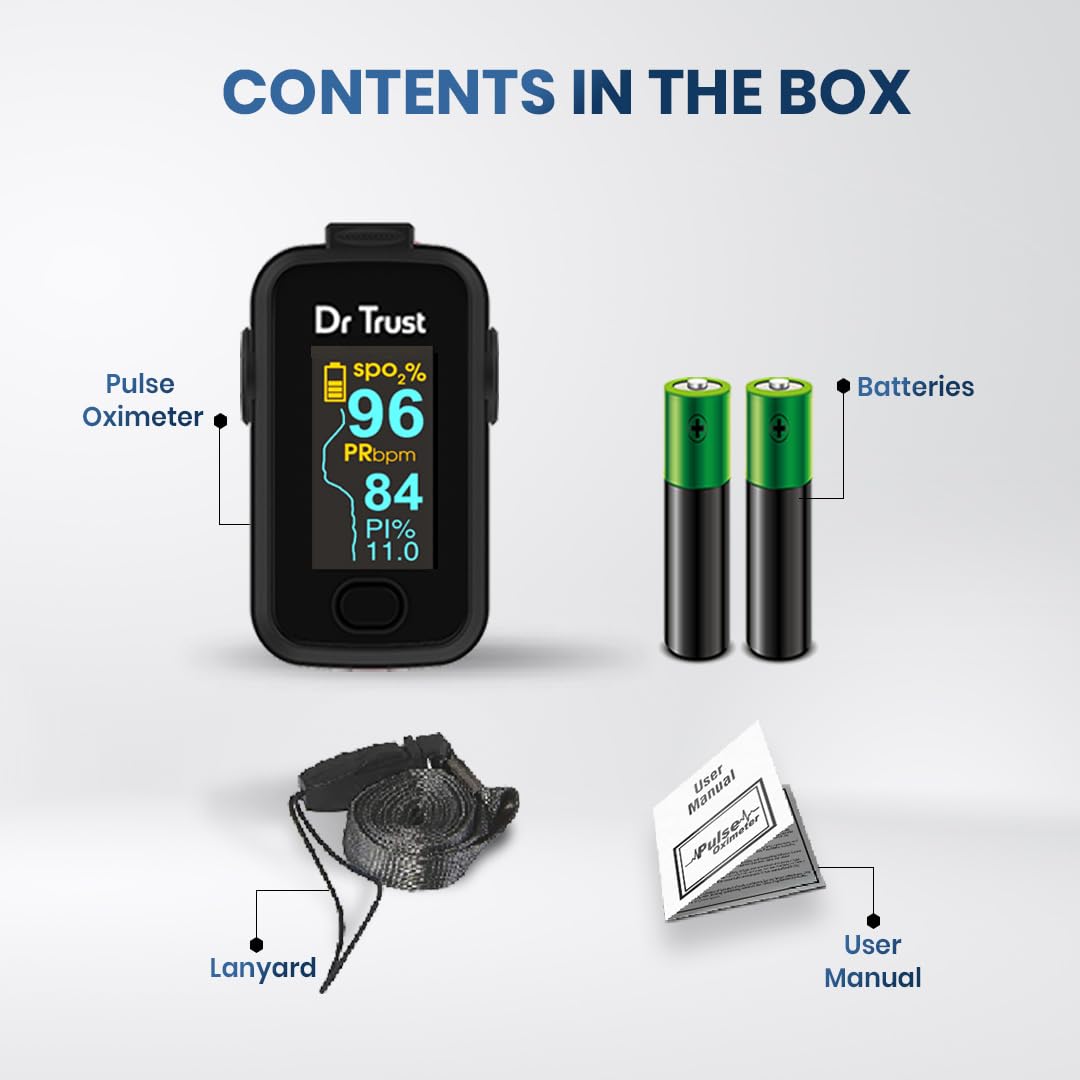 CONTENTS IN THE BOX
Dr Trust
spo₂%
96
PRbpm
84
PI%
11.0
Pulse
Oximeter
Batteries
Lanyard
User
Manual
Pulse
Oximeter
User
Manual